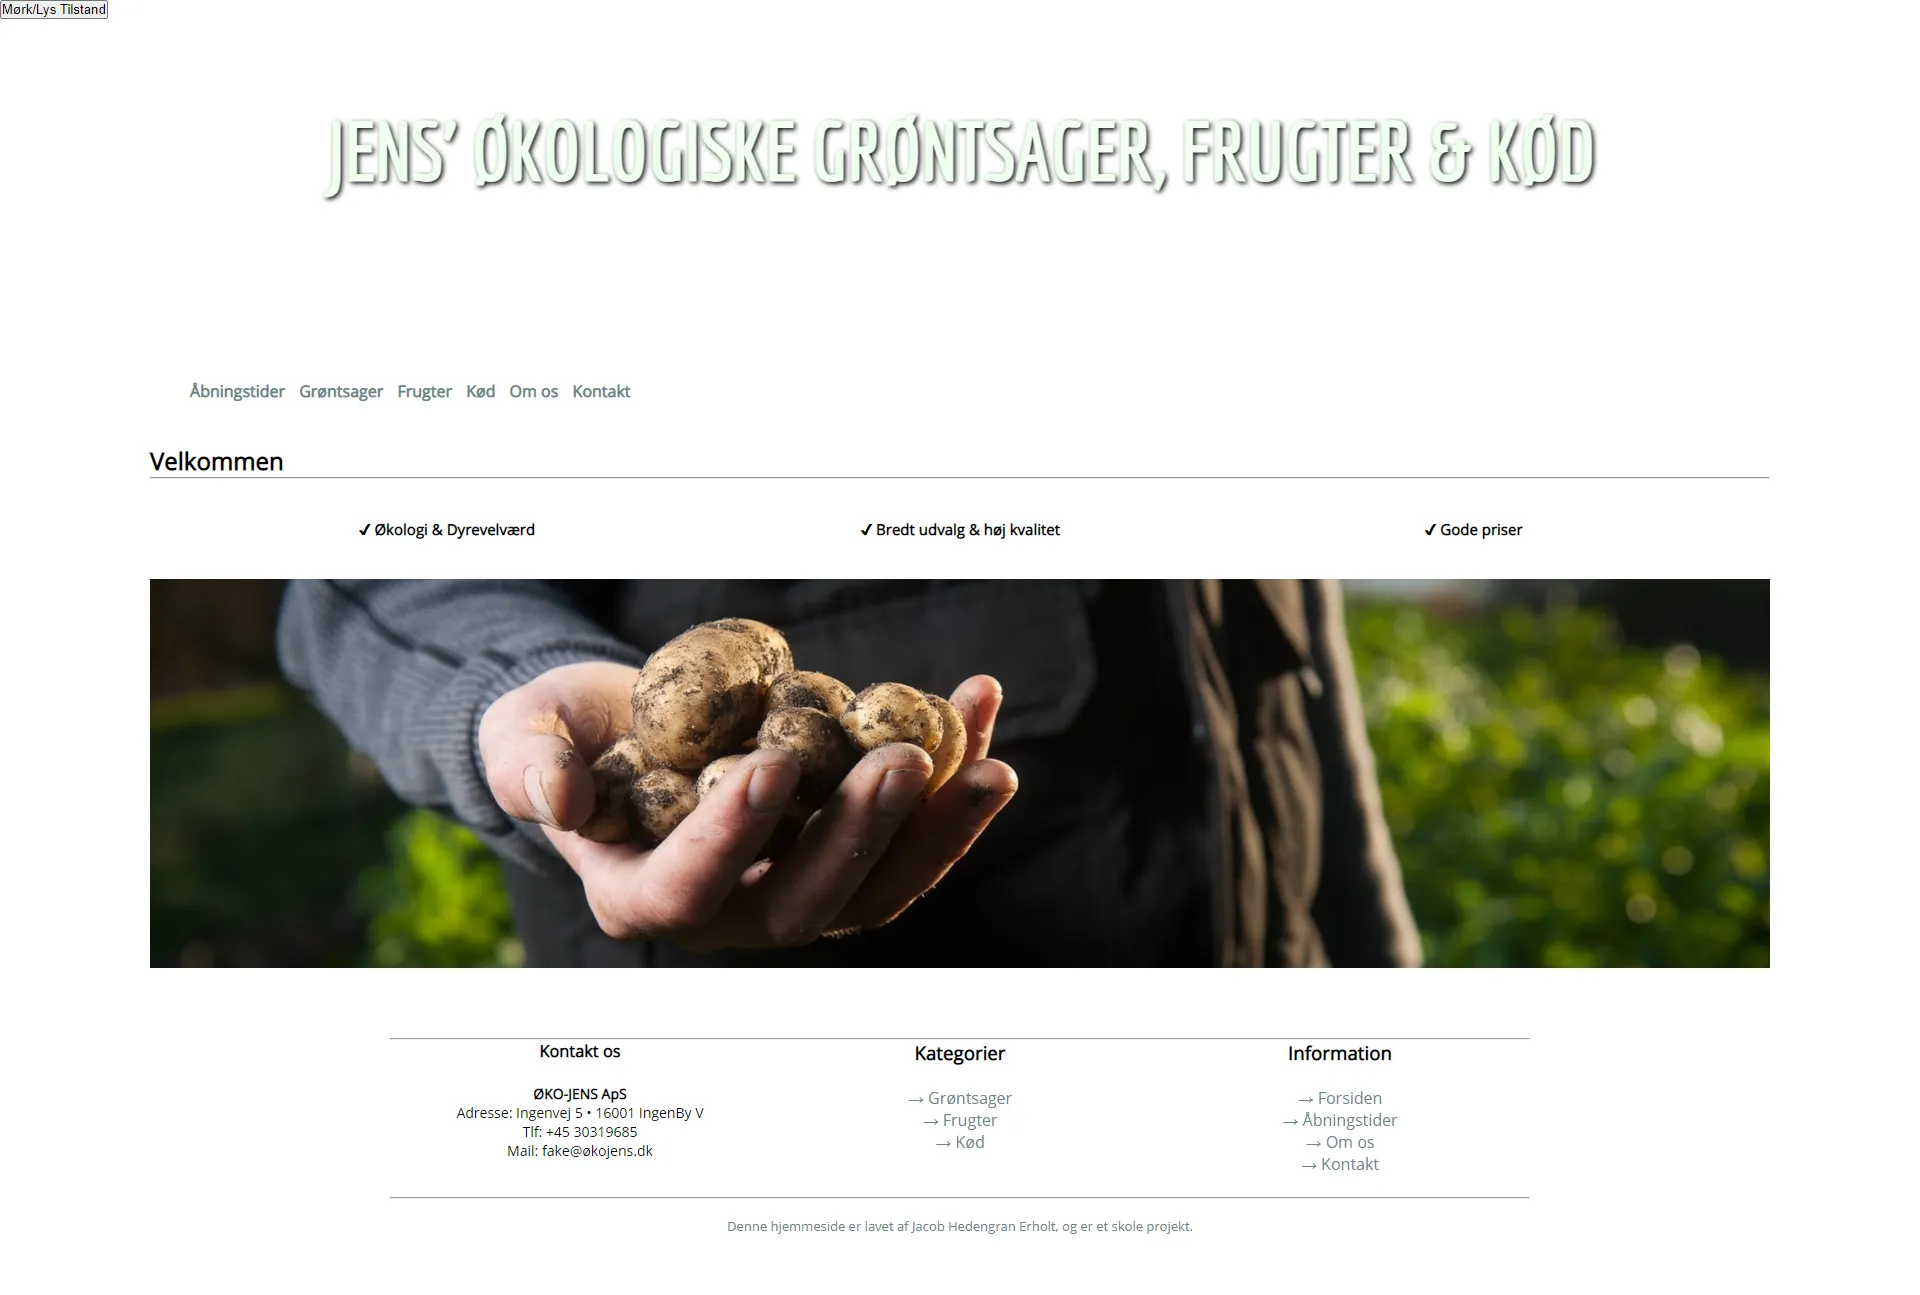 Mørk/Lys Tilstand
JENS’ ØKOLOGISKE GRØNTSAGER, FRUGTER & KØD
Åbningstider Grøntsager Frugter Kød Om os Kontakt
Velkommen
✓ Økologi & Dyrevelværd
✓ Bredt udvalg & høj kvalitet
✓ Gode priser
Kontakt os
ØKO-JENS ApS
Adresse: Ingenvej 5 • 16001 IngenBy V
Tlf: +45 30319685
Mail: fake@økojens.dk
Kategorier
→ Grøntsager
→ Frugter
→ Kød
Information
→ Forsiden
→ Åbningstider
→ Om os
→ Kontakt
Denne hjemmeside er lavet af Jacob Hedengran Erholt, og er et skole projekt.